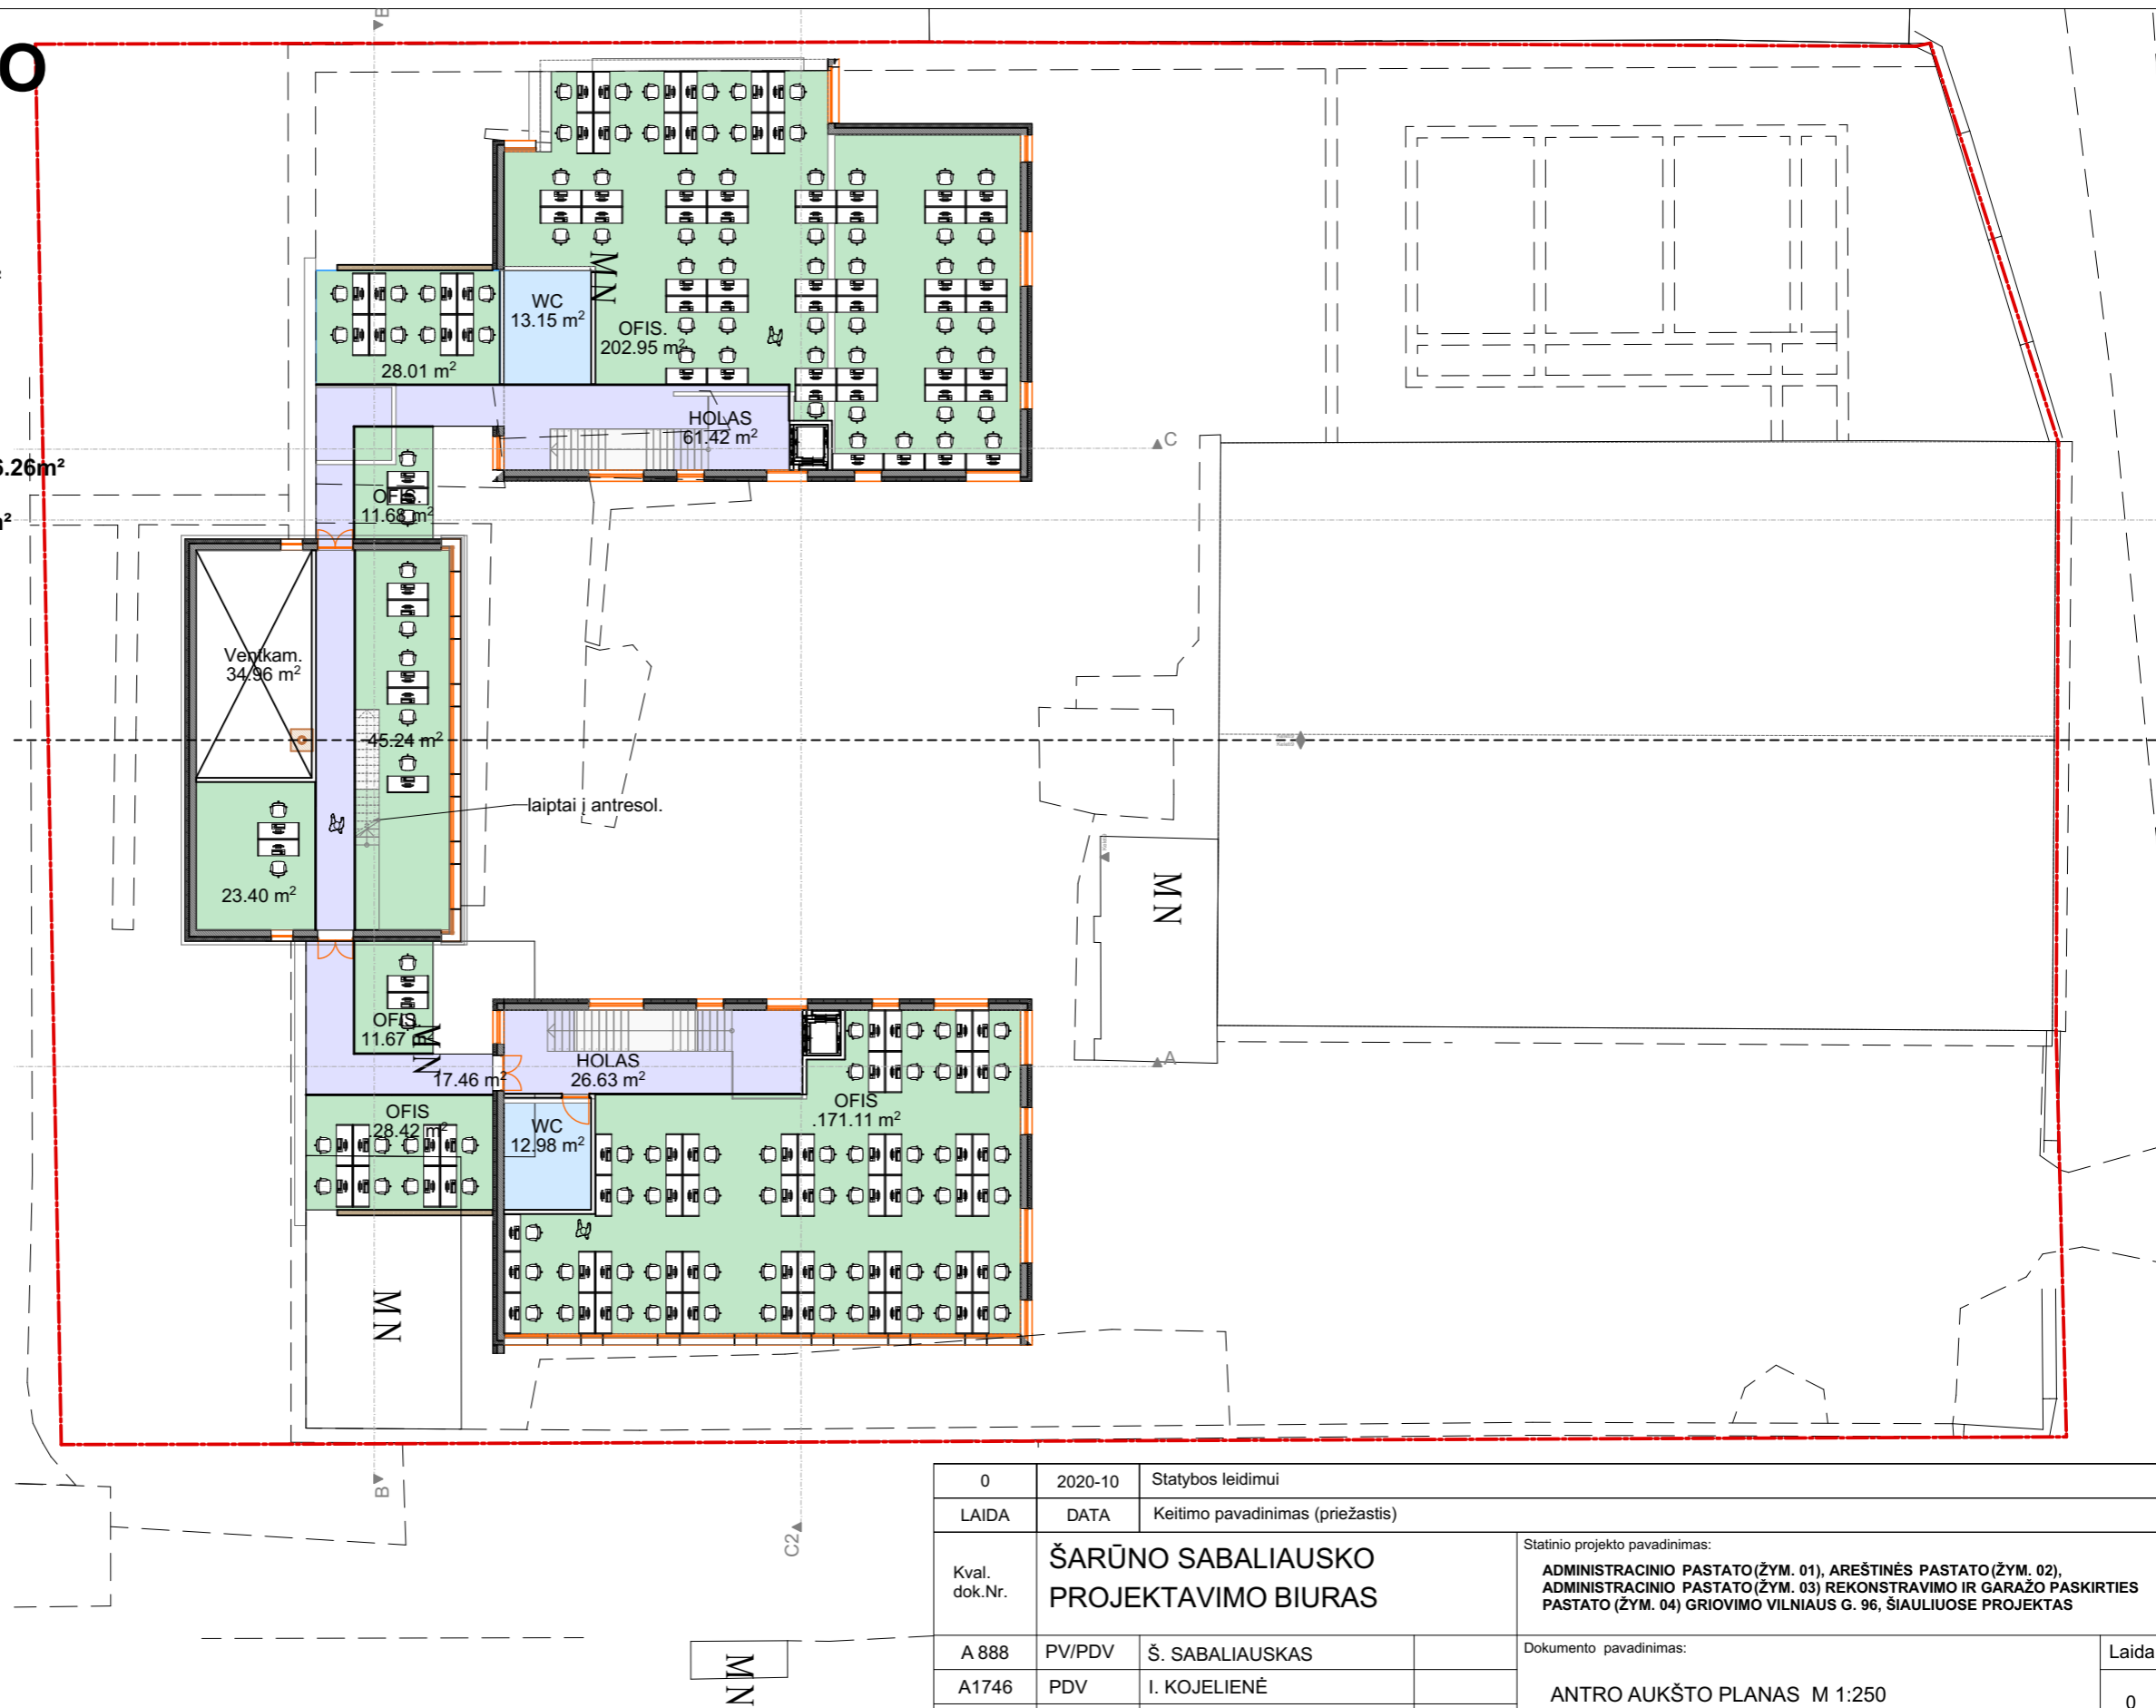 O
B
WC
13.15 m²
OFIS.
202.95 m²
MN
28.01 m²
HOLAS
61.42 m²
C
6.26m²
m²
OFIS.
11.68 m²
Ventkam.
34.96 m²
45.24 m²
laiptai į antresol.
23.40 m²
MN
OFIS.
11.67 m²
MN
17.46 m²
HOLAS
26.63 m²
A
OFIS
.28.42 m²
WC
12.98 m²
OFIS
.171.11 m²
MN
B
C2
MN
0 2020-10 Statybos leidimui
LAIDA DATA Keitimo pavadinimas (priežastis)
Kval.
dok.Nr.
ŠARŪNO SABALIAUSKO
PROJEKTAVIMO BIURAS
Statinio projekto pavadinimas:
ADMINISTRACINIO PASTATO(ŽYM. 01), AREŠTINĖS PASTATO(ŽYM. 02),
ADMINISTRACINIO PASTATO(ŽYM. 03) REKONSTRAVIMO IR GARAŽO PASKIRTIES
PASTATO (ŽYM. 04) GRIOVIMO VILNIAUS G. 96, ŠIAULIUOSE PROJEKTAS
A 888 PV/PDV Š. SABALIAUSKAS
A1746 PDV I. KOJELIENĖ
Dokumento pavadinimas:
ANTRO AUKŠTO PLANAS M 1:250
Laida
0